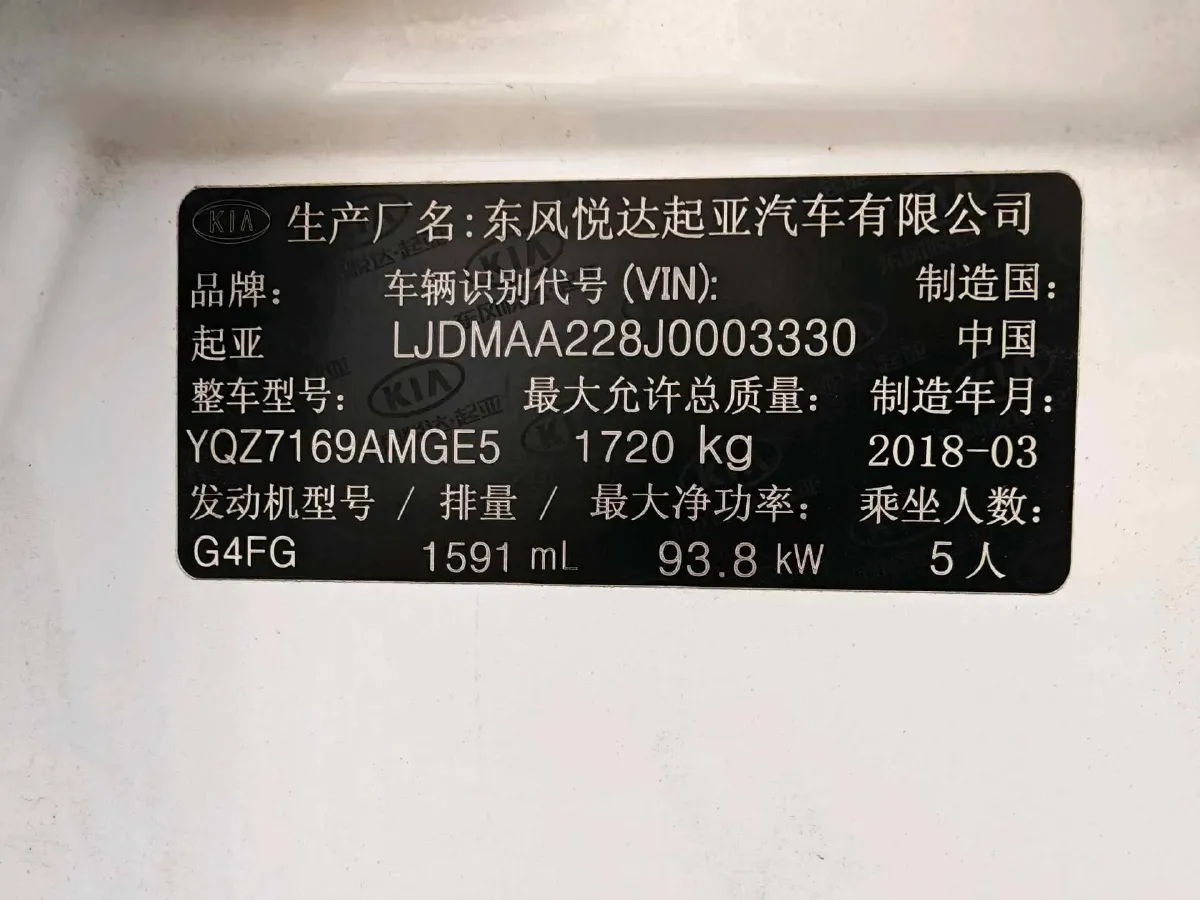 KIA 生产厂名:东风悦达起亚汽车有限公司
品牌: 车辆识别代号(VIN): 制造国:
起亚 LJDMAA228J0003330 中国
整车型号: 最大允许总质量: 制造年月:
YQZ7169AMGE5 1720 kg 2018-03
发动机型号 / 排量 / 最大净功率: 乘坐人数:
G4FG 1591 mL 93.8 kW 5人